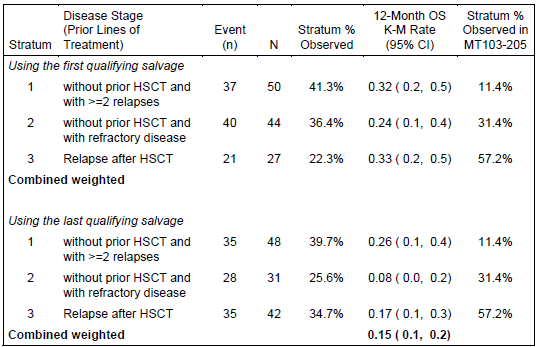 Stratum Disease Stage (Prior Lines of Treatment) Event (n) N Stratum % Observed 12-Month OS K-M Rate (95% CI) Stratum % Observed in MT103-205
Using the first qualifying salvage
1 without prior HSCT and with >=2 relapses 37 50 41.3% 0.32 ( 0.2, 0.5) 11.4%
2 without prior HSCT and with refractory disease 40 44 36.4% 0.24 ( 0.1, 0.4) 31.4%
3 Relapse after HSCT 21 27 22.3% 0.33 ( 0.2, 0.5) 57.2%
Combined weighted
Using the last qualifying salvage
1 without prior HSCT and with >=2 relapses 35 48 39.7% 0.26 ( 0.1, 0.4) 11.4%
2 without prior HSCT and with refractory disease 28 31 25.6% 0.08 ( 0.0, 0.2) 31.4%
3 Relapse after HSCT 35 42 34.7% 0.17 ( 0.1, 0.3) 57.2%
Combined weighted 0.15 ( 0.1, 0.2)